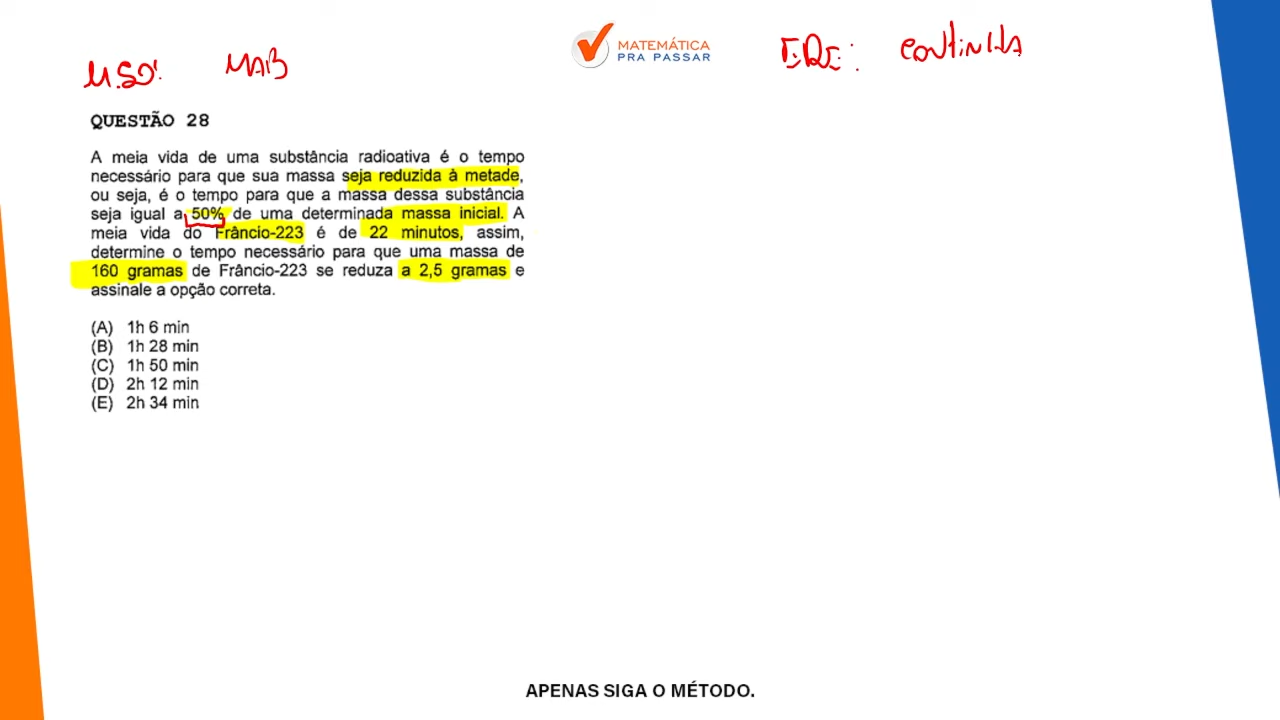 MATEMÁTICA
PRA PASSAR
QUESTÃO 28
A meia vida de uma substância radioativa é o tempo
necessário para que sua massa seja reduzida à metade,
ou seja, é o tempo para que a massa dessa substância
seja igual a 50% de uma determinada massa inicial. A
meia vida do Frâncio-223 é de 22 minutos, assim,
determine o tempo necessário para que uma massa de
160 gramas de Frâncio-223 se reduza a 2,5 gramas e
assinale a opção correta.
(A) 1h 6 min
(B) 1h 28 min
(C) 1h 50 min
(D) 2h 12 min
(E) 2h 34 min
APENAS SIGA O MÉTODO.